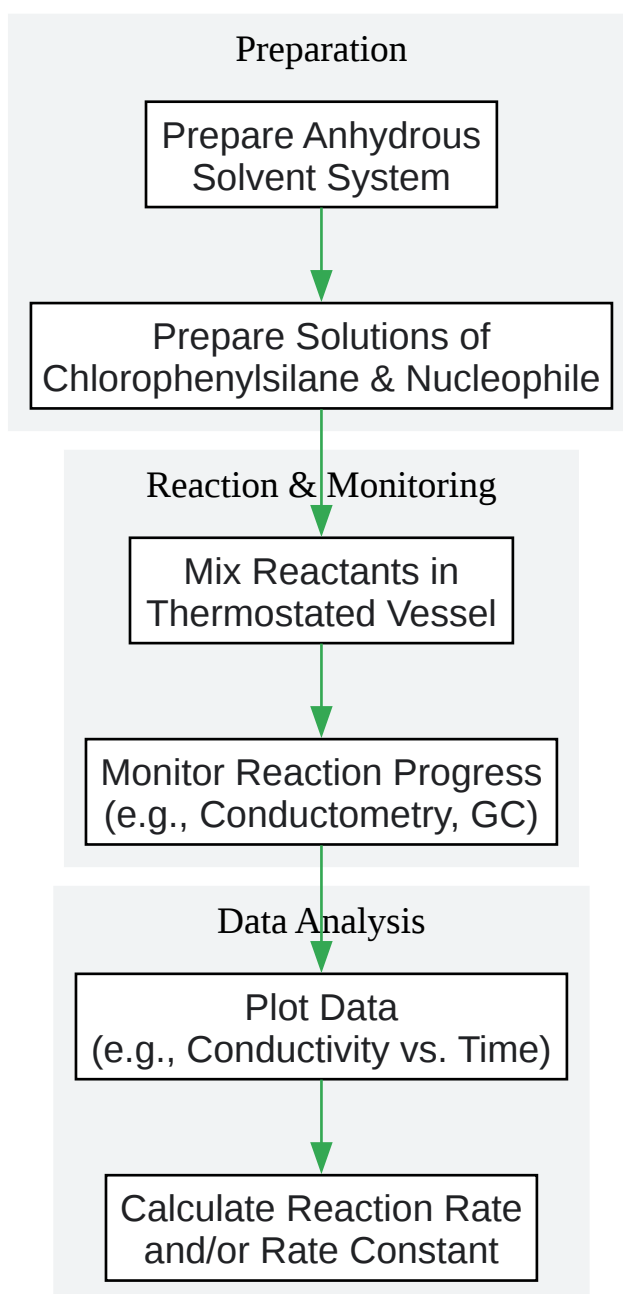 Preparation
Prepare Anhydrous
Solvent System
Prepare Solutions of
Chlorophenylsilane & Nucleophile
Reaction & Monitoring
Mix Reactants in
Thermostated Vessel
Monitor Reaction Progress
(e.g., Conductometry, GC)
Data Analysis
Plot Data
(e.g., Conductivity vs. Time)
Calculate Reaction Rate
and/or Rate Constant